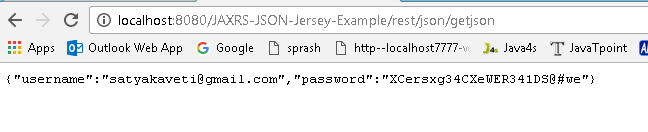 localhost:8080/JAXRS-JSON-Jersey-Example/rest/json/getjson
Apps Outlook Web App Google sprash http--localhost7777-w Java4s JavaTpoint
{"username":"satyakaveti@gmail.com","password":"XCersxg34CXeWER341DS@#we"}